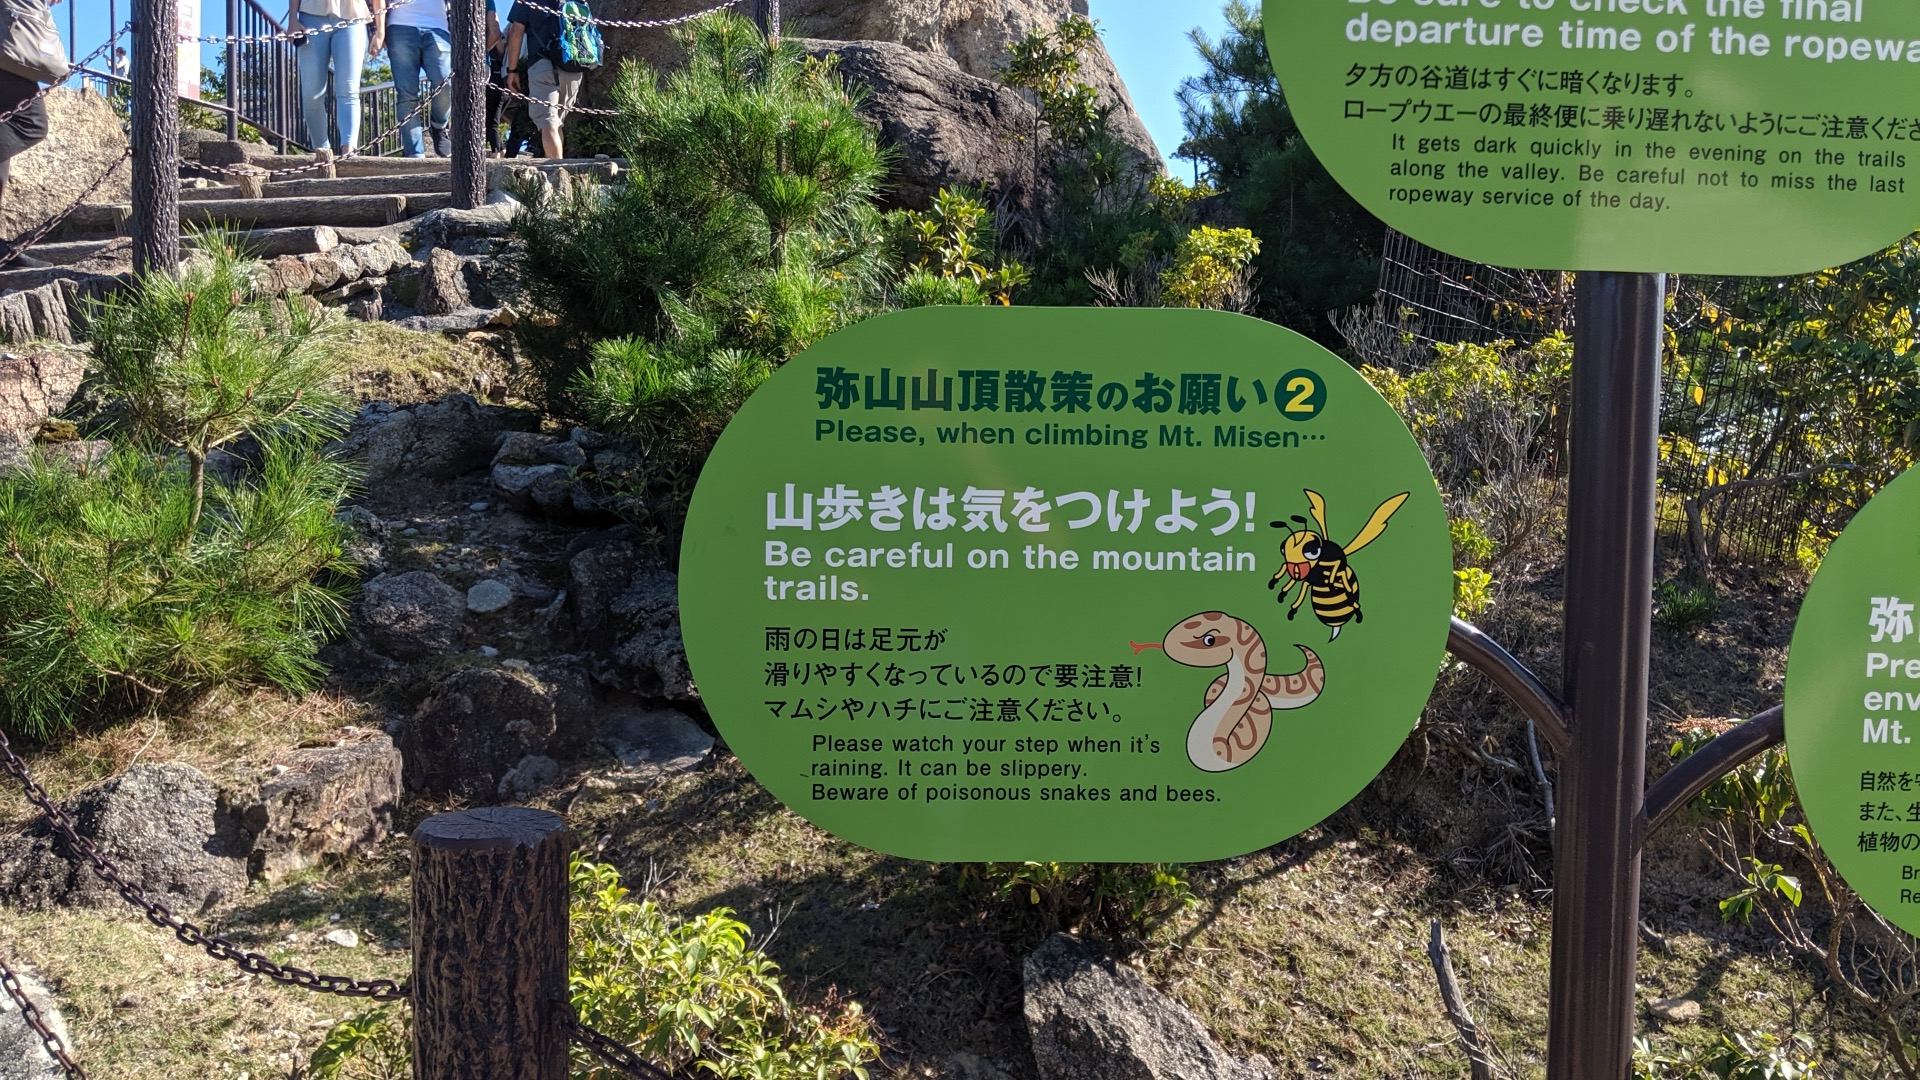 Be sure to check the final
departure time of the
夕方の谷道はすぐに暗くなります。
ロープウエーの最終便に乗り遅れないようにご注意くださ
It gets dark quickly in the evening on the trails
along the valley. Be careful not to miss the last
ropeway service of the day.
弥山山頂散策のお願い2
Please, when climbing Mt. Misen…
山歩きは気をつけよう!
Be careful on the mountain
trails.
雨の日は足元が
滑りやすくなっているので要注意!
マムシやハチにご注意ください。
Please watch your step when it's
raining. It can be slippery.
Beware of poisonous snakes and bees.
弥
Pre
env
Mt.
自然を
また、生
植物の
Br
Re